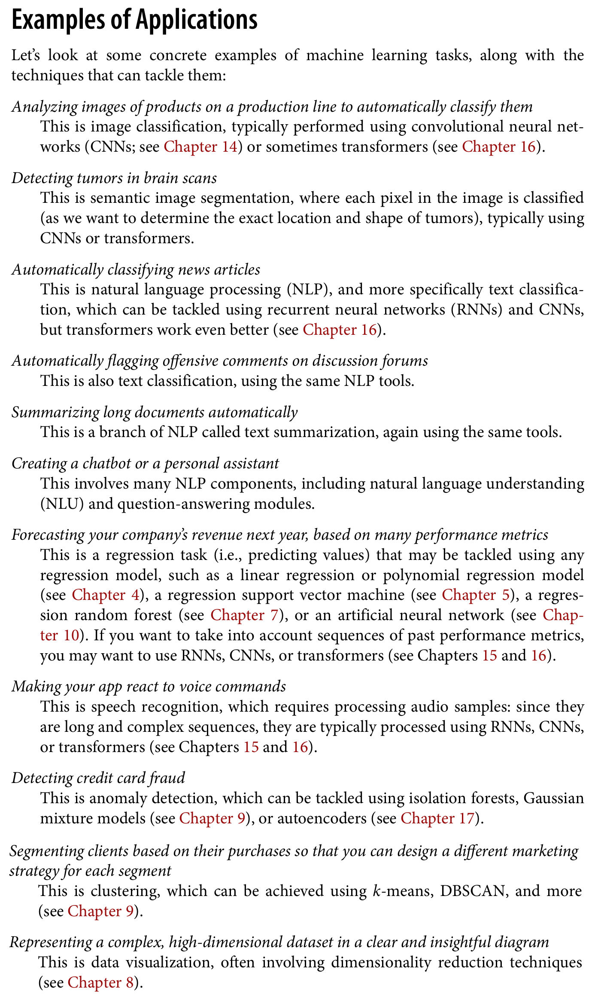 Examples of Applications
Let’s look at some concrete examples of machine learning tasks, along with the
techniques that can tackle them:
Analyzing images of products on a production line to automatically classify them
This is image classification, typically performed using convolutional neural net-
works (CNNs; see Chapter 14) or sometimes transformers (see Chapter 16).
Detecting tumors in brain scans
This is semantic image segmentation, where each pixel in the image is classified
(as we want to determine the exact location and shape of tumors), typically using
CNNs or transformers.
Automatically classifying news articles
This is natural language processing (NLP), and more specifically text classifica-
tion, which can be tackled using recurrent neural networks (RNNs) and CNNs,
but transformers work even better (see Chapter 16).
Automatically flagging offensive comments on discussion forums
This is also text classification, using the same NLP tools.
Summarizing long documents automatically
This is a branch of NLP called text summarization, again using the same tools.
Creating a chatbot or a personal assistant
This involves many NLP components, including natural language understanding
(NLU) and question-answering modules.
Forecasting your company’s revenue next year, based on many performance metrics
This is a regression task (i.e., predicting values) that may be tackled using any
regression model, such as a linear regression or polynomial regression model
(see Chapter 4), a regression support vector machine (see Chapter 5), a regres-
sion random forest (see Chapter 7), or an artificial neural network (see Chap-
ter 10). If you want to take into account sequences of past performance metrics,
you may want to use RNNs, CNNs, or transformers (see Chapters 15 and 16).
Making your app react to voice commands
This is speech recognition, which requires processing audio samples: since they
are long and complex sequences, they are typically processed using RNNs, CNNs,
or transformers (see Chapters 15 and 16).
Detecting credit card fraud
This is anomaly detection, which can be tackled using isolation forests, Gaussian
mixture models (see Chapter 9), or autoencoders (see Chapter 17).
Segmenting clients based on their purchases so that you can design a different marketing
strategy for each segment
This is clustering, which can be achieved using k-means, DBSCAN, and more
(see Chapter 9).
Representing a complex, high-dimensional dataset in a clear and insightful diagram
This is data visualization, often involving dimensionality reduction techniques
(see Chapter 8).